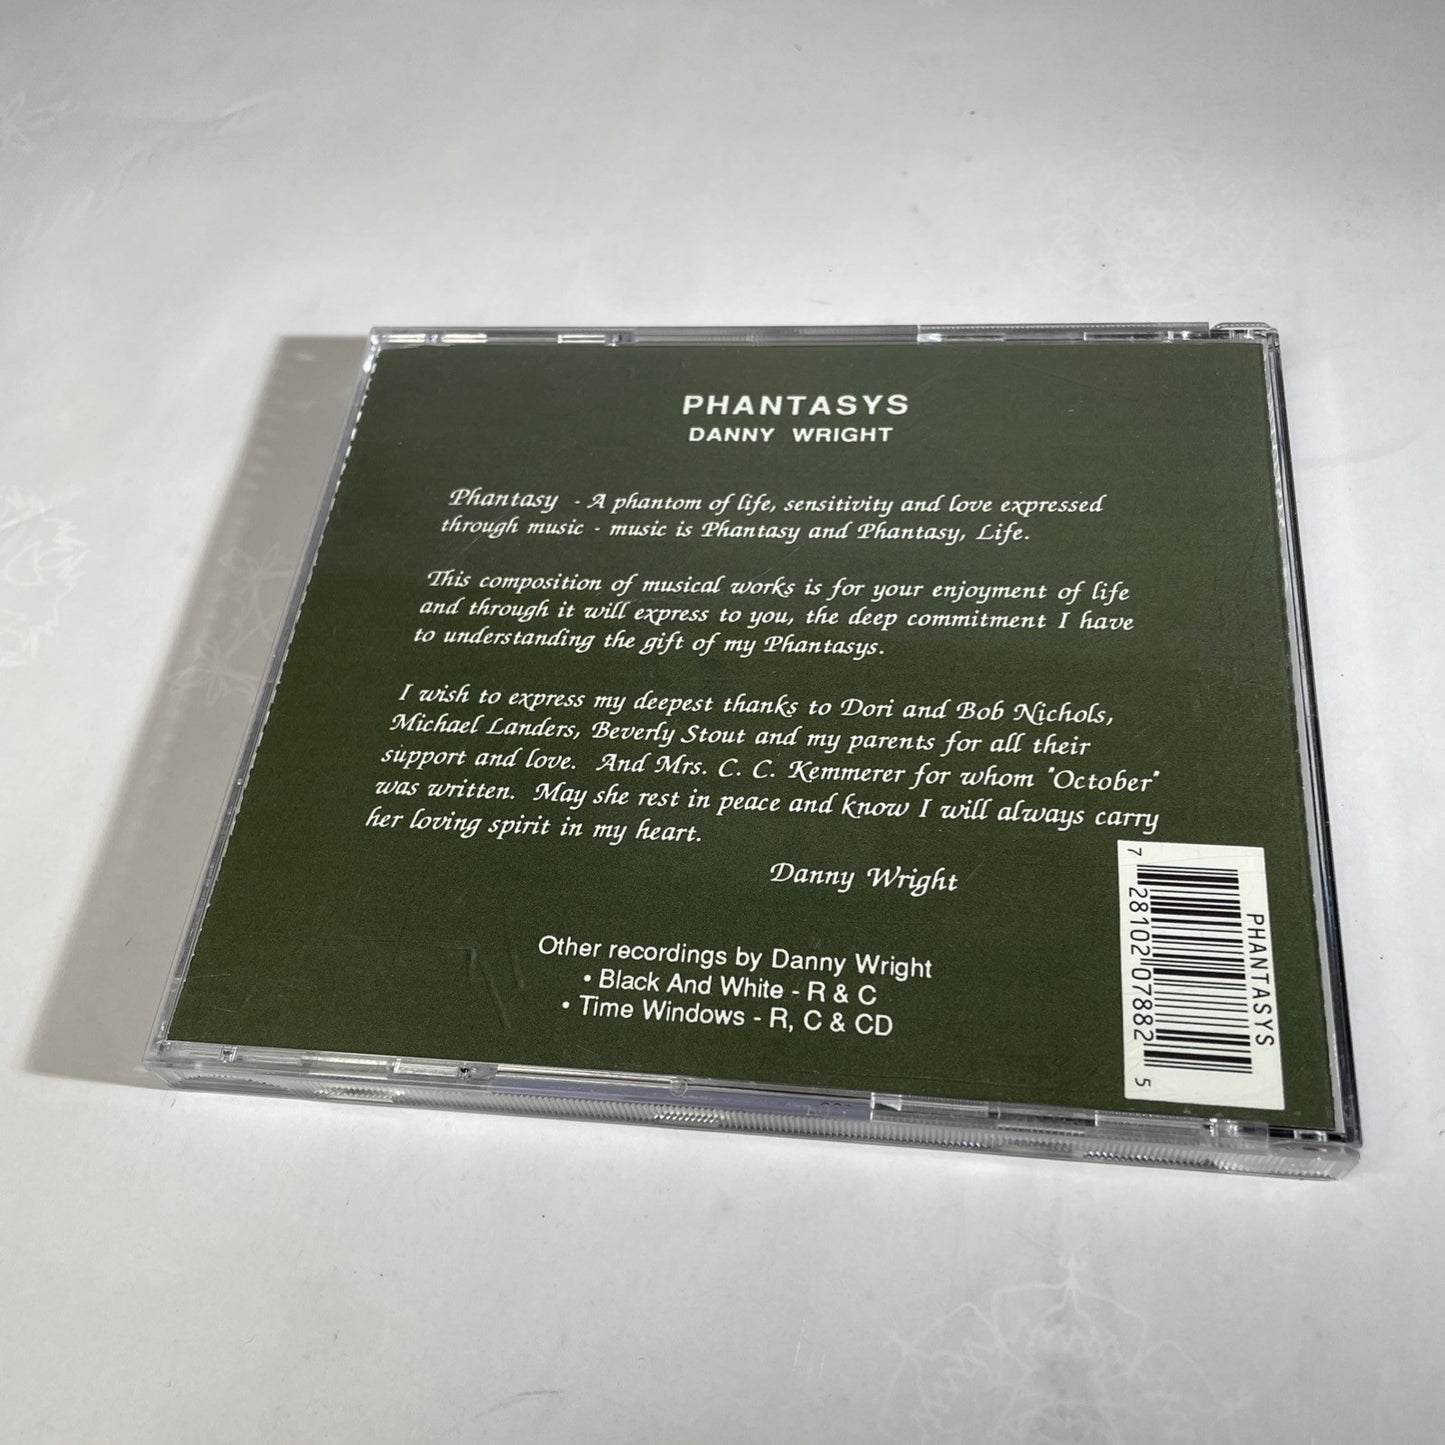 PHANTASYS
DANNY WRIGHT
Phantasy - A phantom of life, sensitivity and love expressed
through music - music is Phantasy and Phantasy, Life.
This composition of musical works is for your enjoyment of life
and through it will express to you, the deep commitment I have
to understanding the gift of my Phantasys.
I wish to express my deepest thanks to Dori and Bob Nichols,
Michael Landers, Beverly Stout and my parents for all their
support and love. And Mrs. C. C. Kemmerer for whom "October"
was written. May she rest in peace and know I will always carry
her loving spirit in my heart.
Danny Wright
Other recordings by Danny Wright
• Black And White - R & C
• Time Windows - R, C & CD
PHANTASYS
7 28102 07882 5